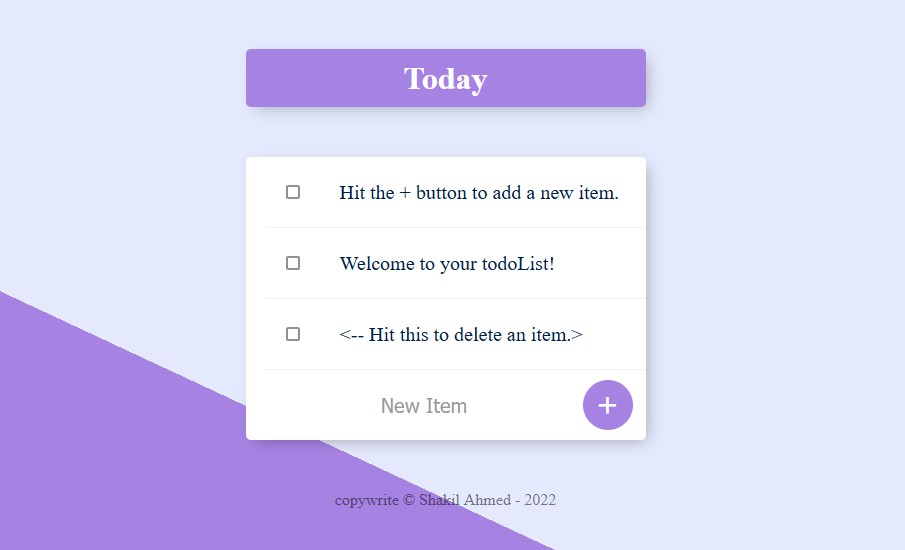 Today
Hit the + button to add a new item.
Welcome to your todoList!
<-- Hit this to delete an item.>
New Item +
copywrite © Shakil Ahmed - 2022